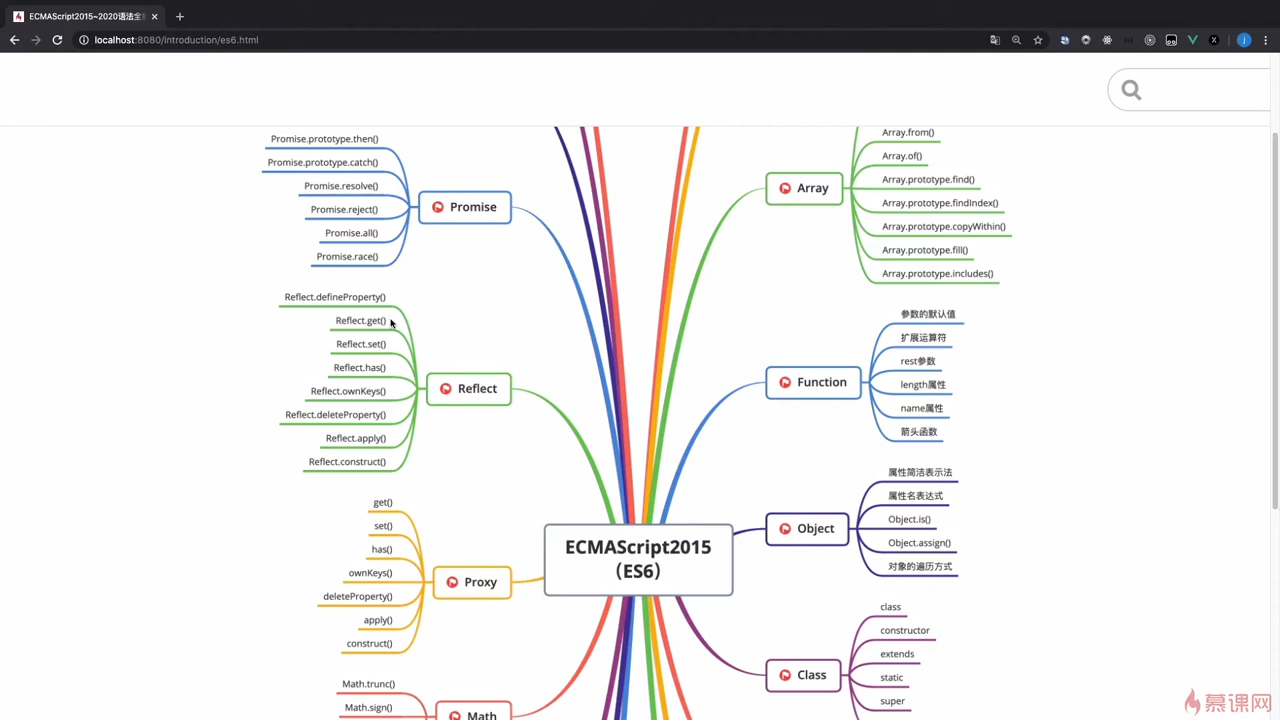 ECMAScript2015~2020语法全
localhost:8080/introduction/es6.html
Promise.prototype.then()
Promise.prototype.catch()
Promise.resolve()
Promise.reject()
Promise.all()
Promise.race()
Promise
Reflect.defineProperty()
Reflect.get()
Reflect.set()
Reflect.has()
Reflect.ownKeys()
Reflect.deleteProperty()
Reflect.apply()
Reflect.construct()
Reflect
get()
set()
has()
ownKeys()
deleteProperty()
apply()
construct()
Proxy
Math.trunc()
Math.sign()
Math
ECMAScript2015
（ES6）
Array.from()
Array.of()
Array.prototype.find()
Array.prototype.findIndex()
Array.prototype.copyWithin()
Array.prototype.fill()
Array.prototype.includes()
Array
参数的默认值
扩展运算符
rest参数
length属性
name属性
箭头函数
Function
属性简洁表示法
属性名表达式
Object.is()
Object.assign()
对象的遍历方式
Object
class
constructor
extends
static
super
Class
慕课网